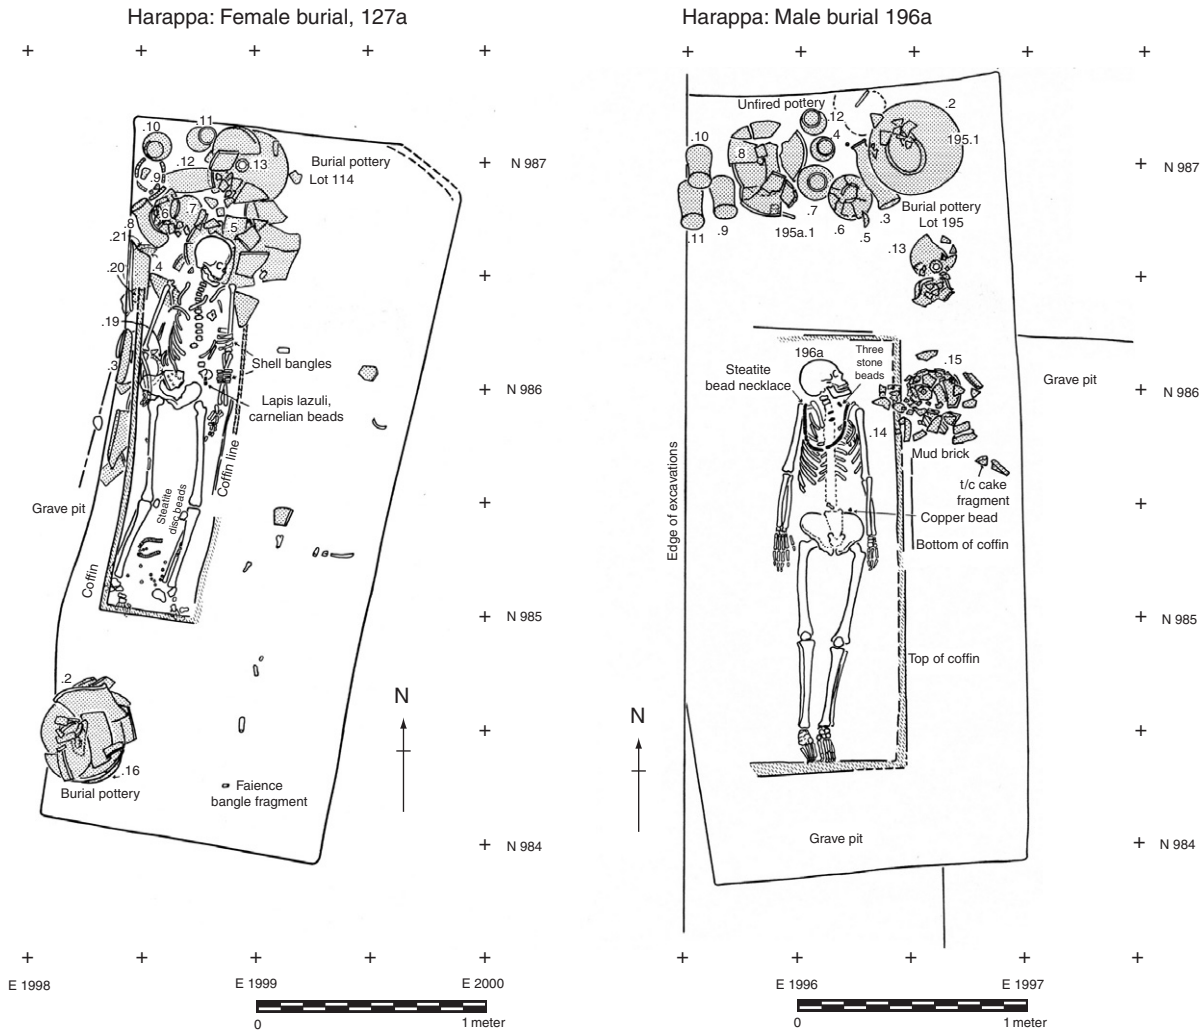 Harappa: Female burial, 127a
.10
.11
.12
.13
Burial pottery
Lot 114
N 987
.9
.6
.7
.8
.5
.21
.4
.20
.19
.3
Shell bangles
N 986
Lapis lazuli,
carnelian beads
Coffin line
Steatite
disc beads
Grave pit
Coffin
N 985
.2
N
.16
Burial pottery
Faience
bangle fragment
N 984
E 1998
E 1999
E 2000
0
1 meter
Harappa: Male burial 196a
Unfired pottery
.12
.2
.10
.4
195.1
.8
N 987
.7
.3
Burial pottery
Lot 195
.11
.9
195a.1
.6
.5
.13
196a
Three
stone
beads
.15
Steatite
bead necklace
Grave pit
N 986
.14
Mud brick
t/c cake
fragment
Copper bead
Edge of excavations
Bottom of coffin
N 985
Top of coffin
N
Grave pit
N 984
E 1996
E 1997
0
1 meter